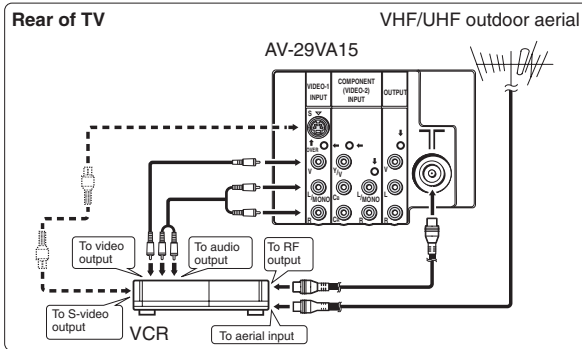 Rear of TV
VHF/UHF outdoor aerial
AV-29VA15
VIDEO-1
INPUT
COMPONENT
(VIDEO-2)
INPUT
OUTPUT
S
OVER
V
Y/V
V
L/MONO
CB
L/MONO
L
R
R
R
To video
output
To audio
output
To RF
output
To S-video
output
VCR
To aerial input